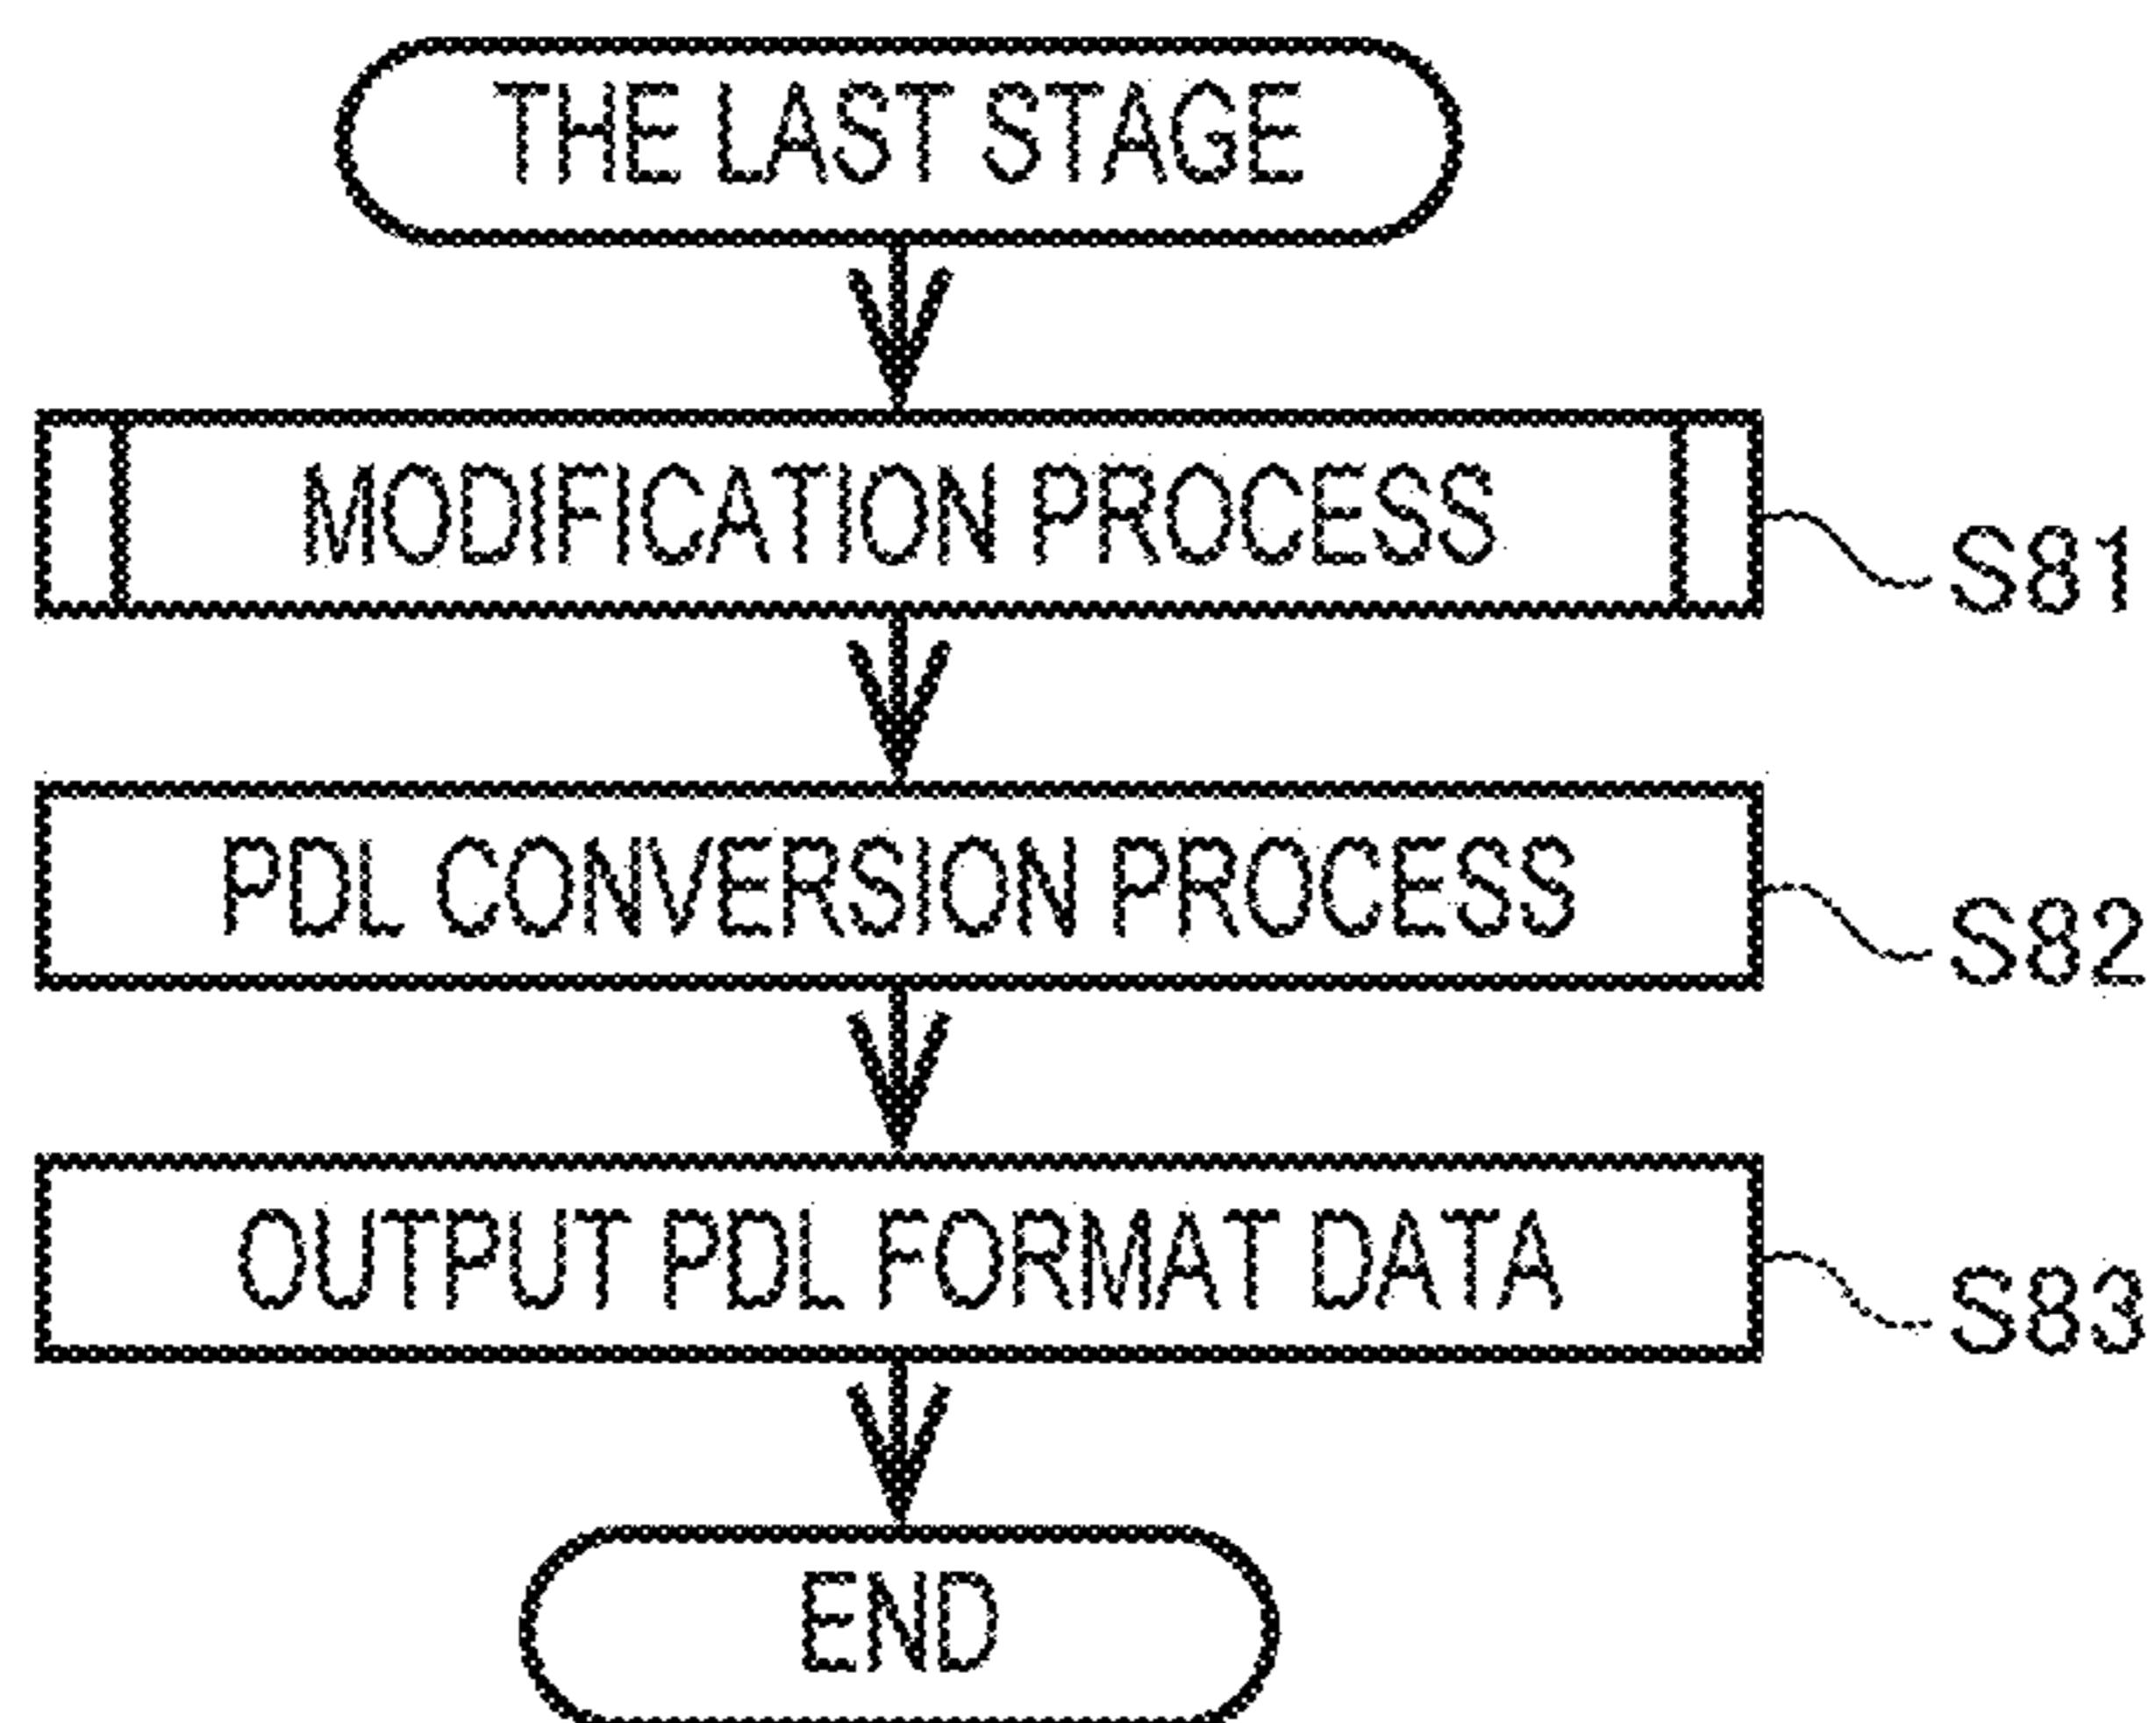 THE LAST STAGE
MODIFICATION PROCESS
S81
PDL CONVERSION PROCESS
S82
OUTPUT PDL FORMAT DATA
S83
END